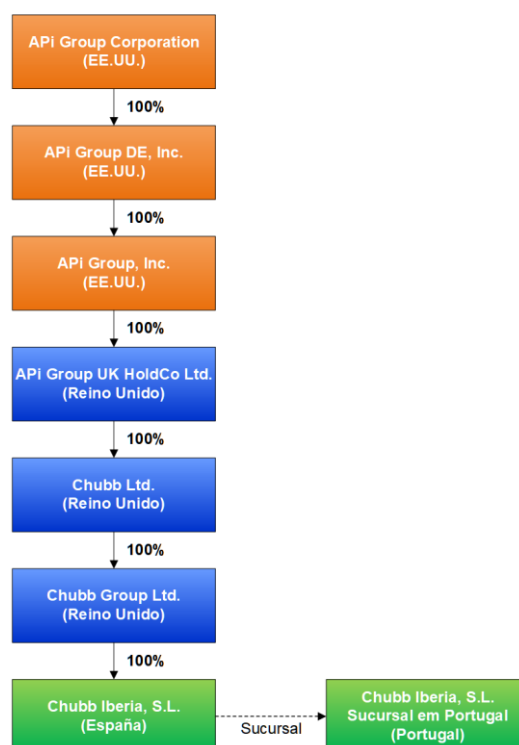 APi Group Corporation
(EE.UU.)
100%
APi Group DE, Inc.
(EE.UU.)
100%
APi Group, Inc.
(EE.UU.)
100%
APi Group UK HoldCo Ltd.
(Reino Unido)
100%
Chubb Ltd.
(Reino Unido)
100%
Chubb Group Ltd.
(Reino Unido)
100%
Chubb Iberia, S.L.
(España)
Sucursal
Chubb Iberia, S.L.
Sucursal em Portugal
(Portugal)